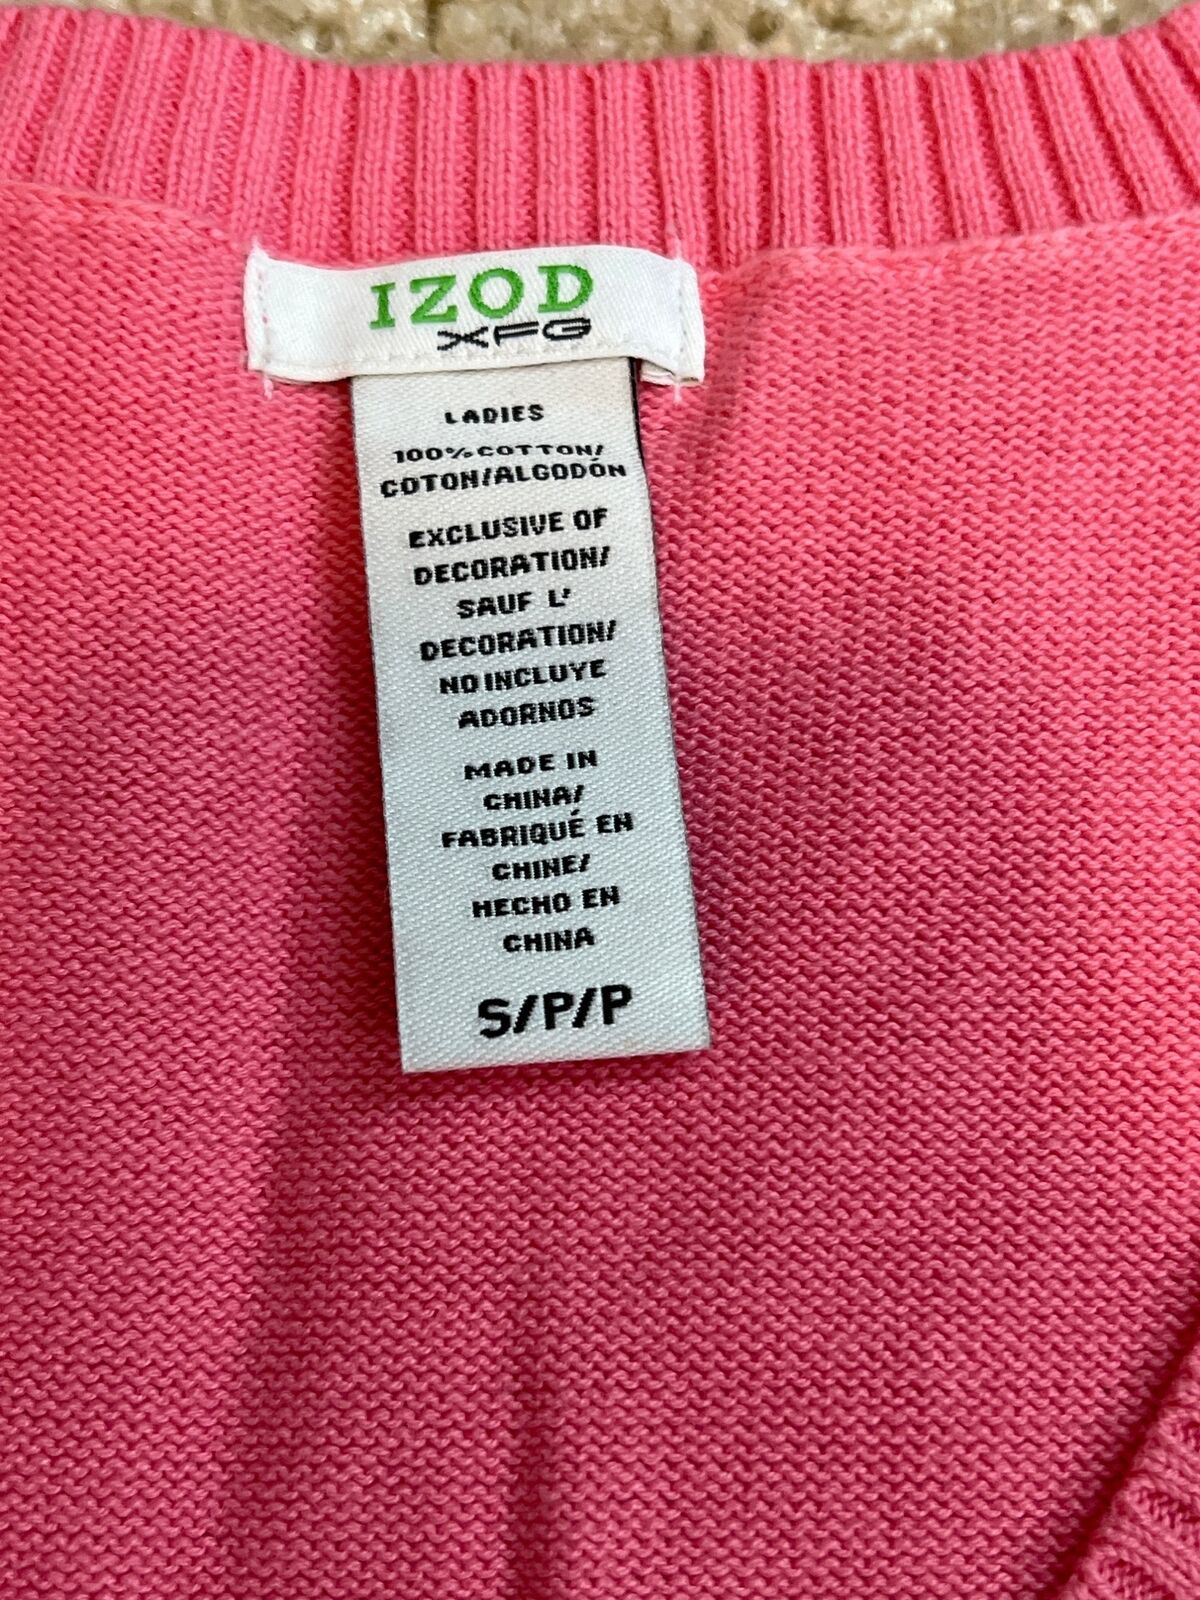 IZOD
XFG
LADIES
100% COTTON/
COTON/ALGODÓN
EXCLUSIVE OF
DECORATION/
SAUF L'
DECORATION/
NO INCLUYE
ADORNOS
MADE IN
CHINA/
FABRIQUÉ EN
CHINE/
HECHO EN
CHINA
S/P/P